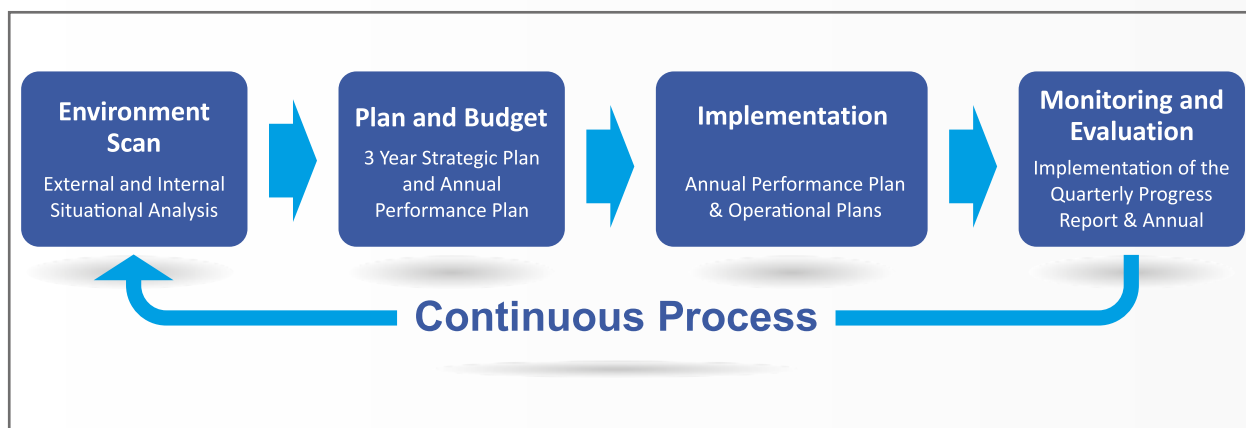 Environment
Scan
External and Internal
Situational Analysis
Plan and Budget
3 Year Strategic Plan
and Annual
Performance Plan
Implementation
Annual Performance Plan
& Operational Plans
Monitoring and
Evaluation
Implementation of the
Quarterly Progress
Report & Annual
Continuous Process